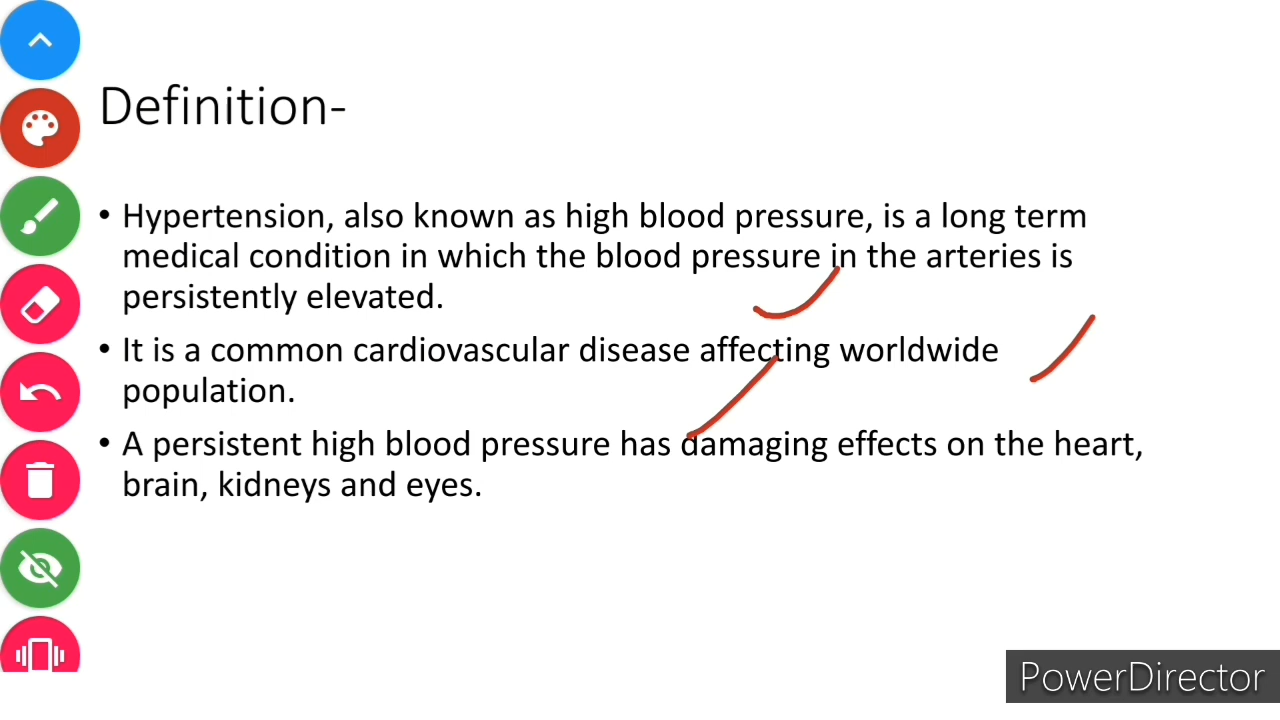 Definition-
• Hypertension, also known as high blood pressure, is a long term
medical condition in which the blood pressure in the arteries is
persistently elevated.
• It is a common cardiovascular disease affecting worldwide
population.
• A persistent high blood pressure has damaging effects on the heart,
brain, kidneys and eyes.
PowerDirector